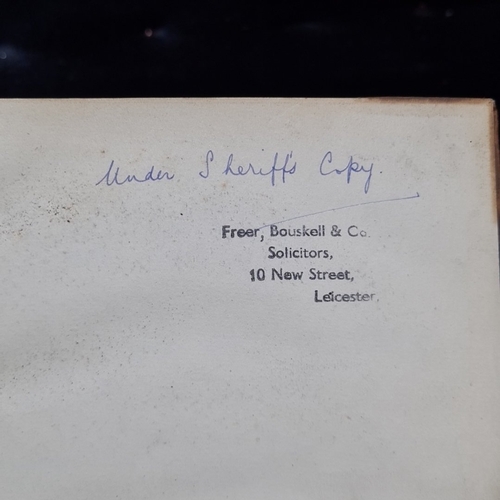 Under Sheriff's Copy.
Freer, Bouskell & Co.
Solicitors,
10 New Street,
Leicester.